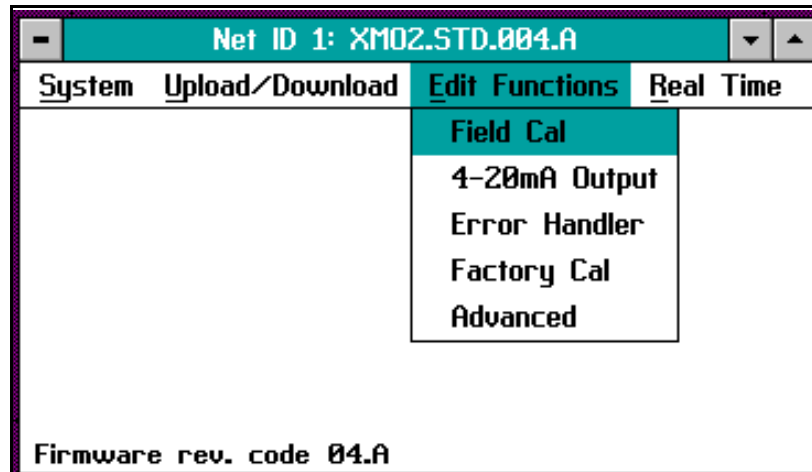 Net ID 1: XMO2.STD.004.A
System Upload/Download Edit Functions Real Time
Field Cal
4-20mA Output
Error Handler
Factory Cal
Advanced
Firmware rev. code 04.A